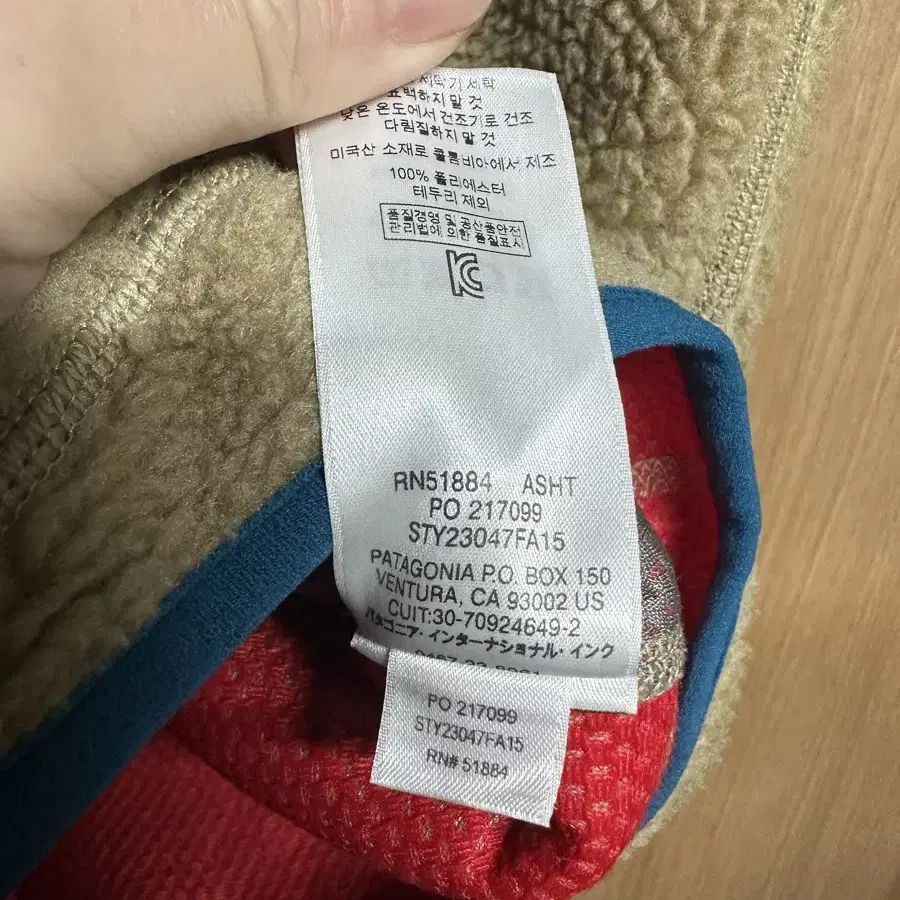 세탁기 세탁
표백하지 말 것
낮은 온도에서 건조기로 건조
다림질하지 말 것
미국산 소재로 콜롬비아에서 제조
100% 폴리에스터
테두리 제외
품질경영 및 공산품안전
관리법에 의한 품질표시
RN51884 ASHT
PO 217099
STY23047FA15
PATAGONIA P.O. BOX 150
VENTURA, CA 93002 US
CUIT:30-70924649-2
パタゴニア・インターナショナル・インク
PO 217099
STY23047FA15
RN# 51884